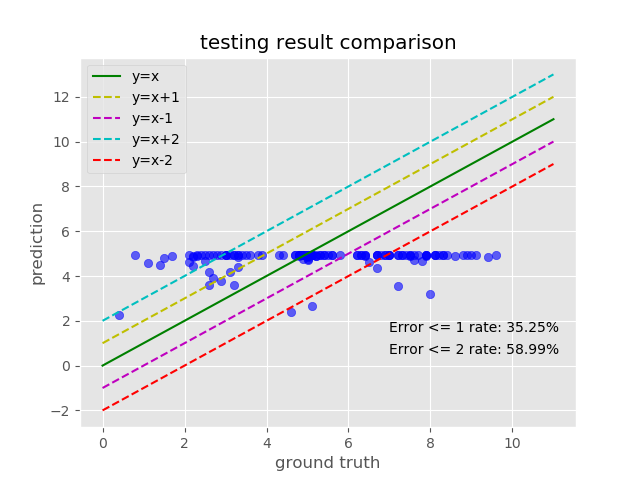 testing result comparison
y=x
y=x+1
y=x-1
y=x+2
y=x-2
12
10
8
6
4
2
0
−2
prediction
Error <= 1 rate: 35.25%
Error <= 2 rate: 58.99%
0 2 4 6 8 10
ground truth